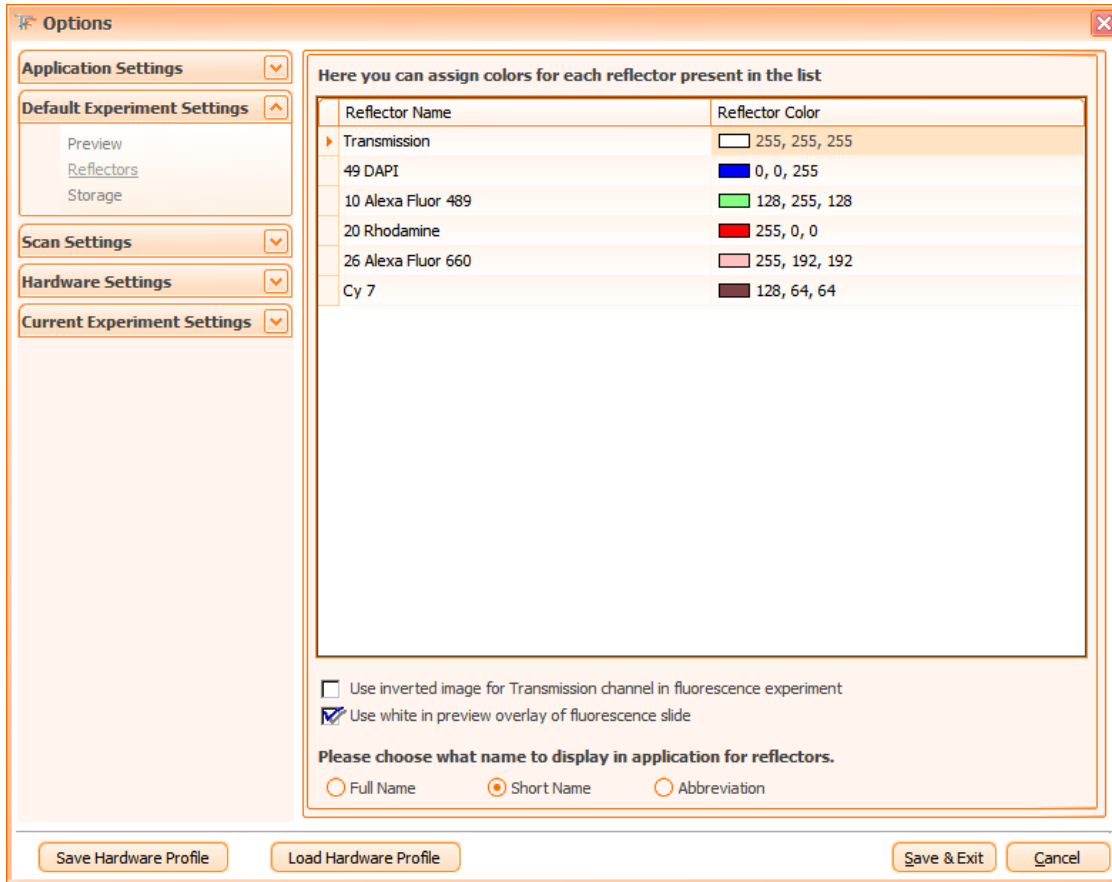 Options
Application Settings
Default Experiment Settings
Preview
Reflectors
Storage
Scan Settings
Hardware Settings
Current Experiment Settings
Here you can assign colors for each reflector present in the list
Reflector Name Reflector Color
Transmission 255, 255, 255
49 DAPI 0, 0, 255
10 Alexa Fluor 489 128, 255, 128
20 Rhodamine 255, 0, 0
26 Alexa Fluor 660 255, 192, 192
Cy 7 128, 64, 64
Use inverted image for Transmission channel in fluorescence experiment
Use white in preview overlay of fluorescence slide
Please choose what name to display in application for reflectors.
Full Name Short Name Abbreviation
Save Hardware Profile Load Hardware Profile Save & Exit Cancel